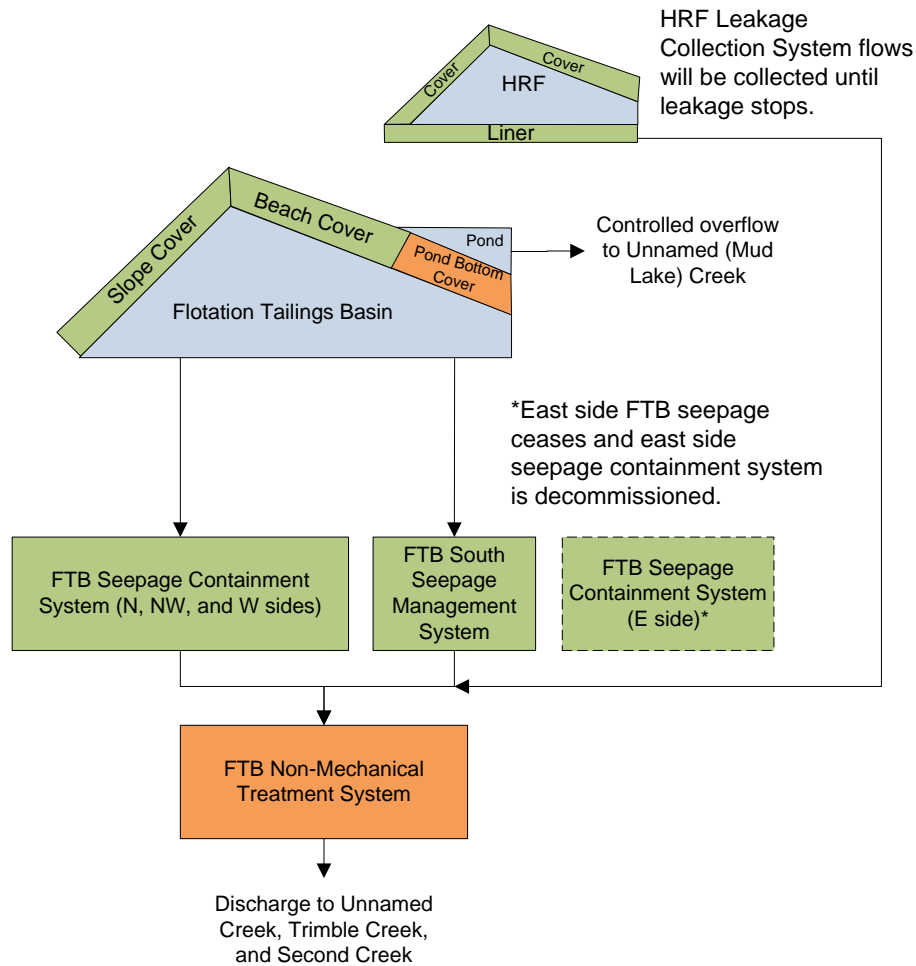 HRF Leakage
Collection System flows
will be collected until
leakage stops.
Cover
Cover
HRF
Liner
Slope Cover
Beach Cover
Pond
Pond Bottom
Cover
Flotation Tailings Basin
Controlled overflow
to Unnamed (Mud
Lake) Creek
*East side FTB seepage
ceases and east side
seepage containment system
is decommissioned.
FTB Seepage Containment
System (N, NW, and W sides)
FTB South
Seepage
Management
System
FTB Seepage
Containment System
(E side)*
FTB Non-Mechanical
Treatment System
Discharge to Unnamed
Creek, Trimble Creek,
and Second Creek